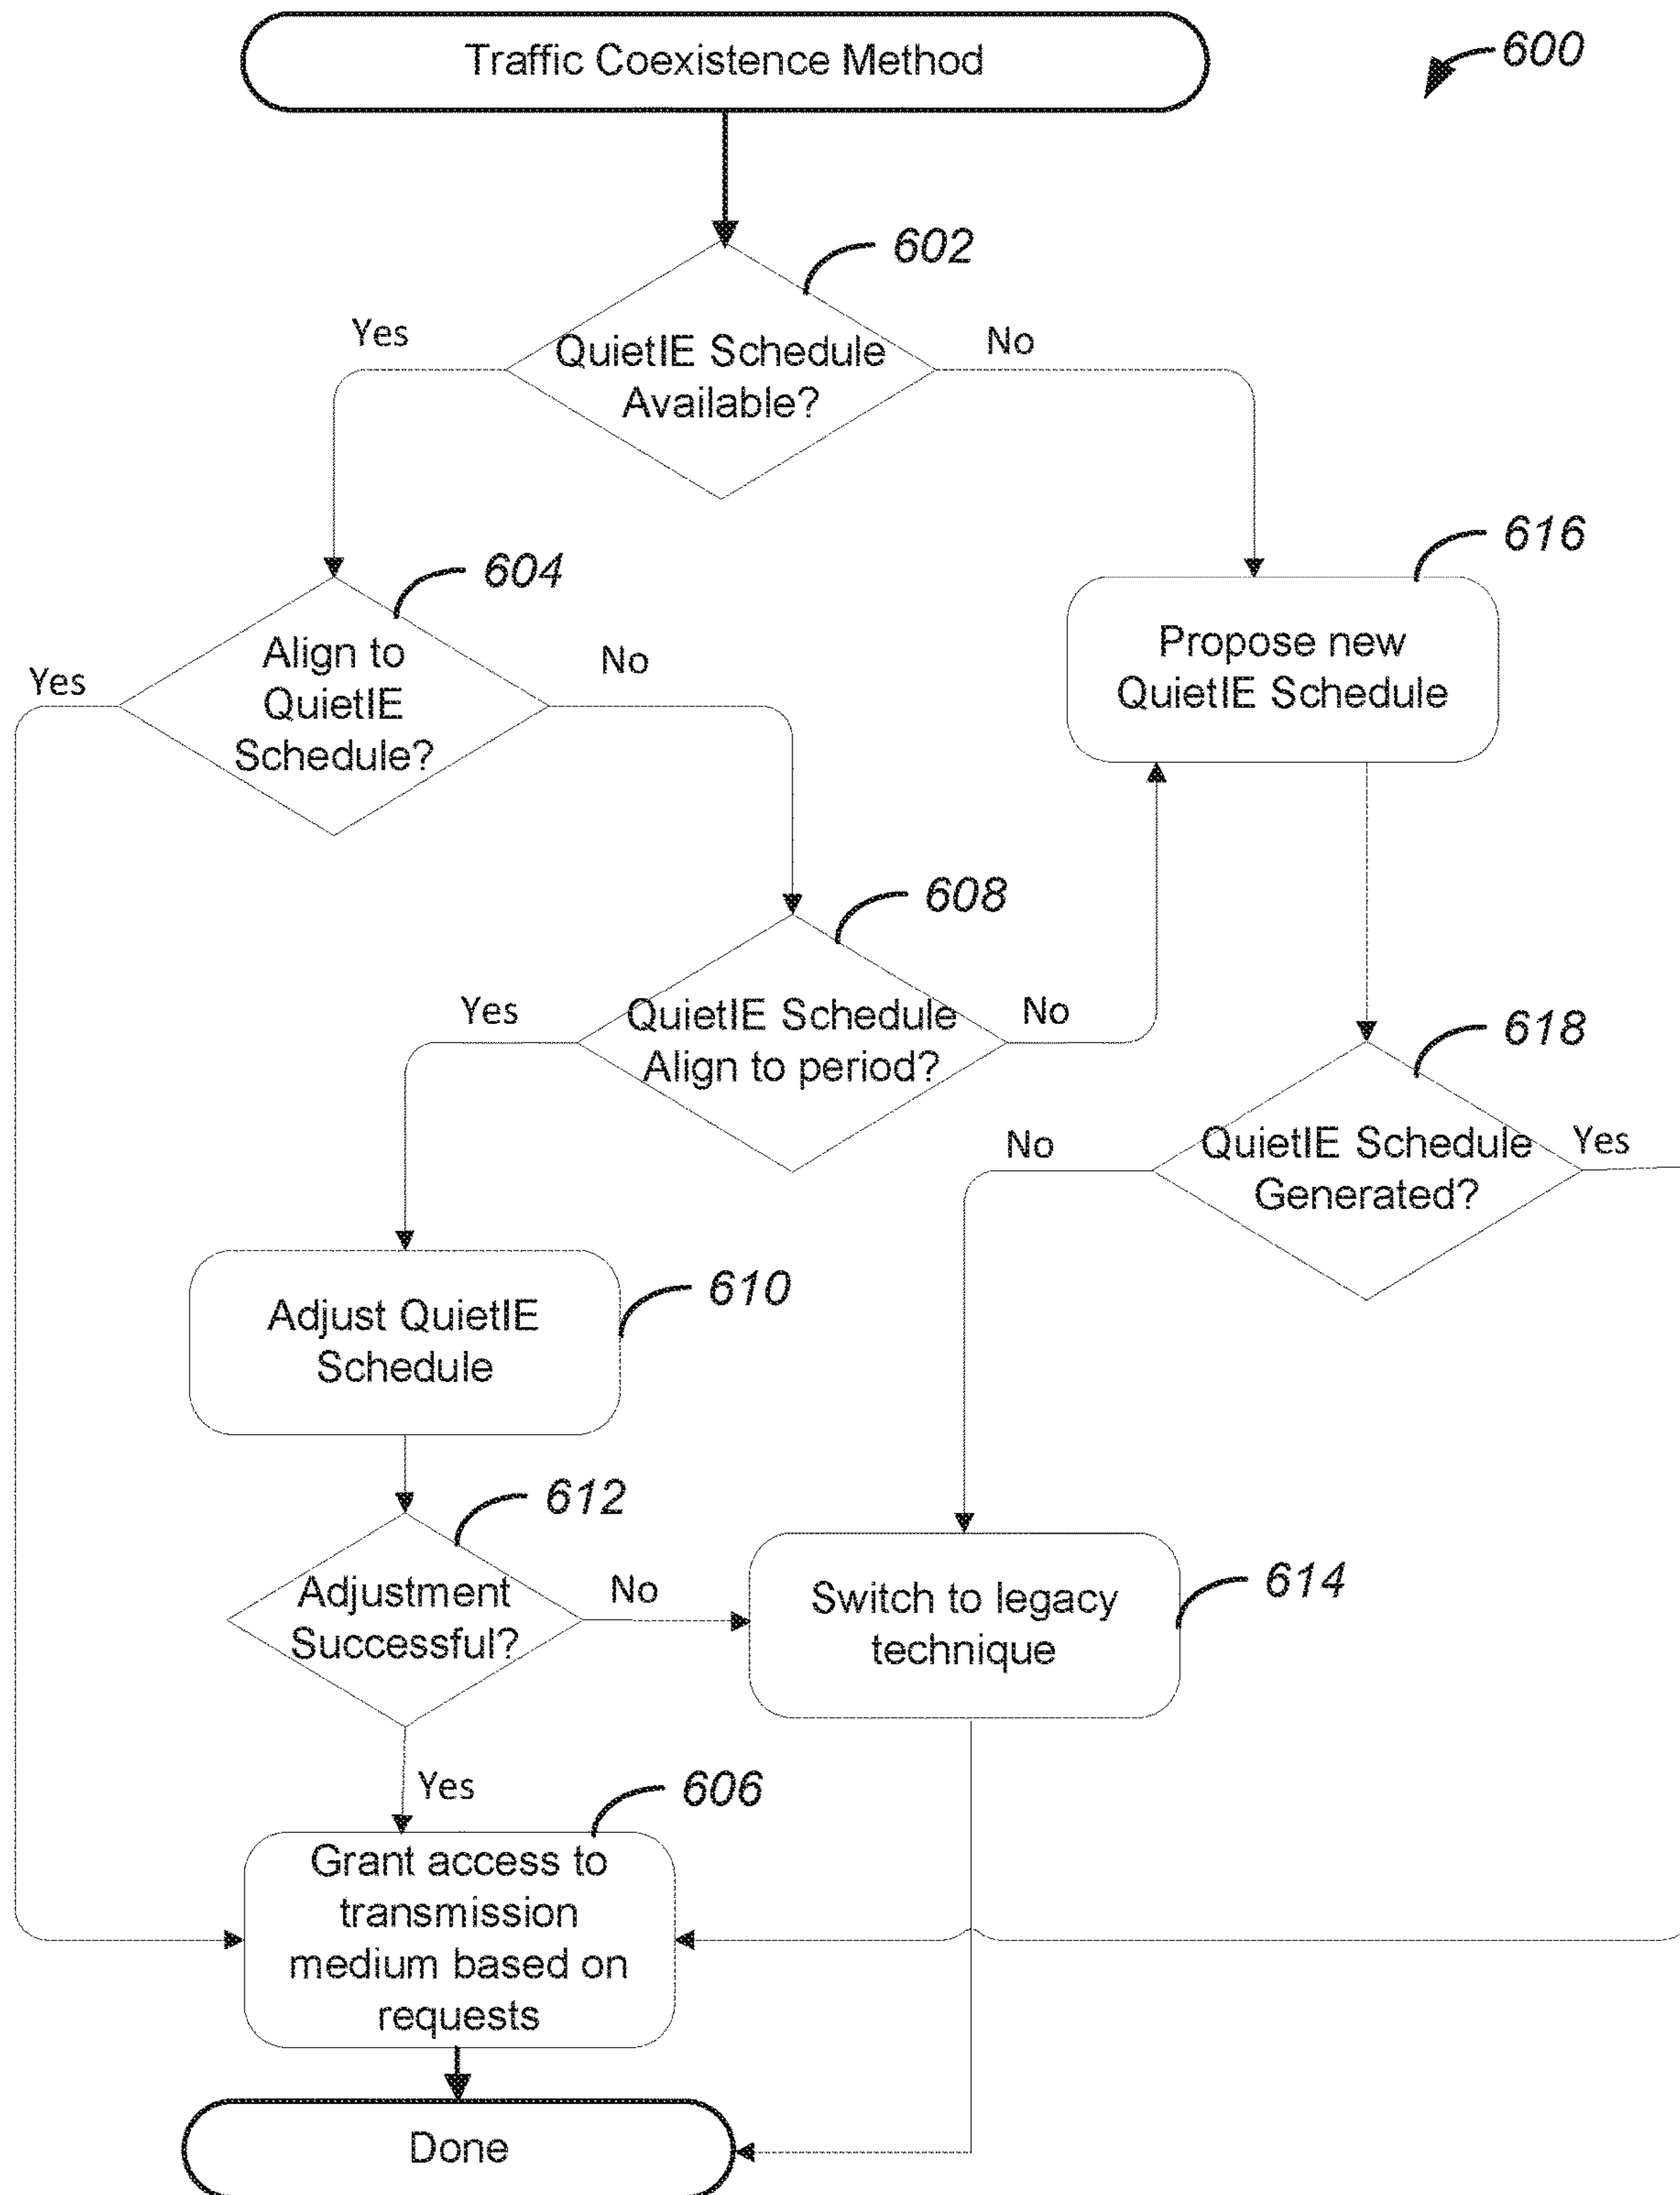 Traffic Coexistence Method
600
602
Yes
No
QuietIE Schedule
Available?
604
616
Align to
QuietIE
Schedule?
Yes
No
Propose new
QuietIE Schedule
608
Yes
QuietIE Schedule
Align to period?
No
618
No
QuietIE Schedule
Generated?
Yes
610
Adjust QuietIE
Schedule
612
Adjustment
Successful?
No
614
Switch to legacy
technique
Yes
606
Grant access to
transmission
medium based on
requests
Done